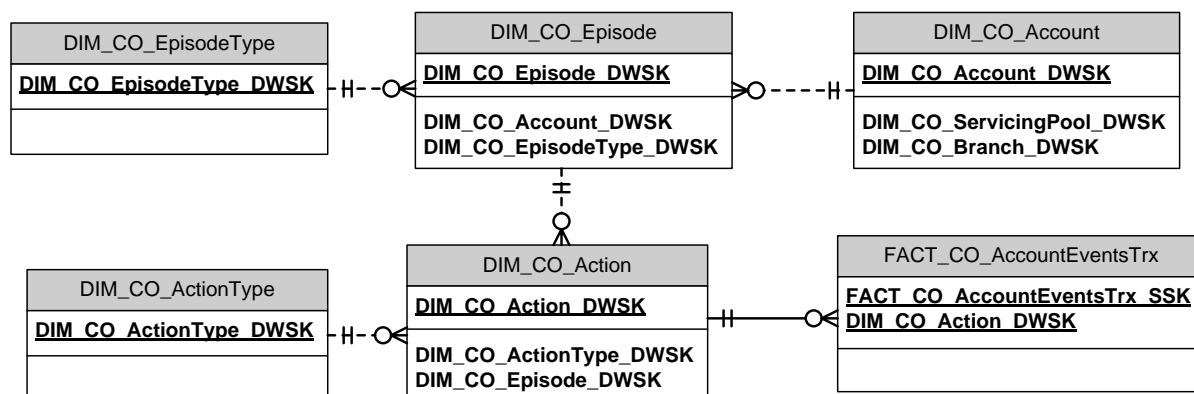 DIM_CO_EpisodeType
DIM_CO_EpisodeType_DWSK
DIM_CO_Episode
DIM_CO_Episode_DWSK
DIM_CO_Account_DWSK
DIM_CO_EpisodeType_DWSK
DIM_CO_Account
DIM_CO_Account_DWSK
DIM_CO_ServicingPool_DWSK
DIM_CO_Branch_DWSK
DIM_CO_ActionType
DIM_CO_ActionType_DWSK
DIM_CO_Action
DIM_CO_Action_DWSK
DIM_CO_ActionType_DWSK
DIM_CO_Episode_DWSK
FACT_CO_AccountEventsTrx
FACT_CO_AccountEventsTrx_SSK
DIM_CO_Action_DWSK